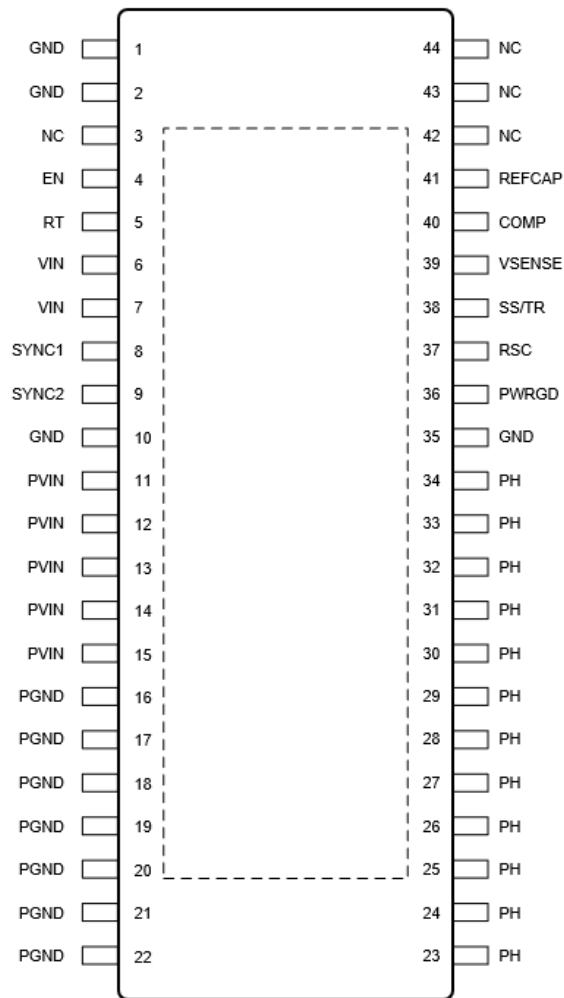 GND 1 44 NC
GND 2 43 NC
NC 3 42 NC
EN 4 41 REFCAP
RT 5 40 COMP
VIN 6 39 VSENSE
VIN 7 38 SS/TR
SYNC1 8 37 RSC
SYNC2 9 36 PWRGD
GND 10 35 GND
PVIN 11 34 PH
PVIN 12 33 PH
PVIN 13 32 PH
PVIN 14 31 PH
PVIN 15 30 PH
PGND 16 29 PH
PGND 17 28 PH
PGND 18 27 PH
PGND 19 26 PH
PGND 20 25 PH
PGND 21 24 PH
PGND 22 23 PH